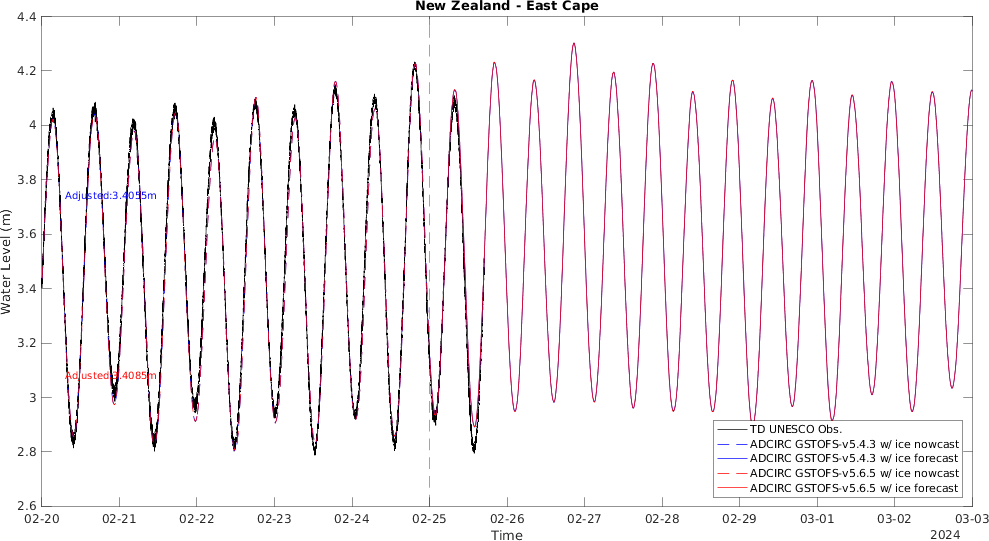 New Zealand - East Cape
4.4
4.2
4
3.8
3.6
3.4
3.2
3
2.8
2.6
Water Level (m)
Adjusted:3.4055m
Adjusted:3.4085m
TD UNESCO Obs.
ADCIRC GSTOFS-v5.4.3 w/ ice nowcast
ADCIRC GSTOFS-v5.4.3 w/ ice forecast
ADCIRC GSTOFS-v5.6.5 w/ ice nowcast
ADCIRC GSTOFS-v5.6.5 w/ ice forecast
02-20 02-21 02-22 02-23 02-24 02-25 02-26 02-27 02-28 02-29 03-01 03-02 03-03
Time
2024